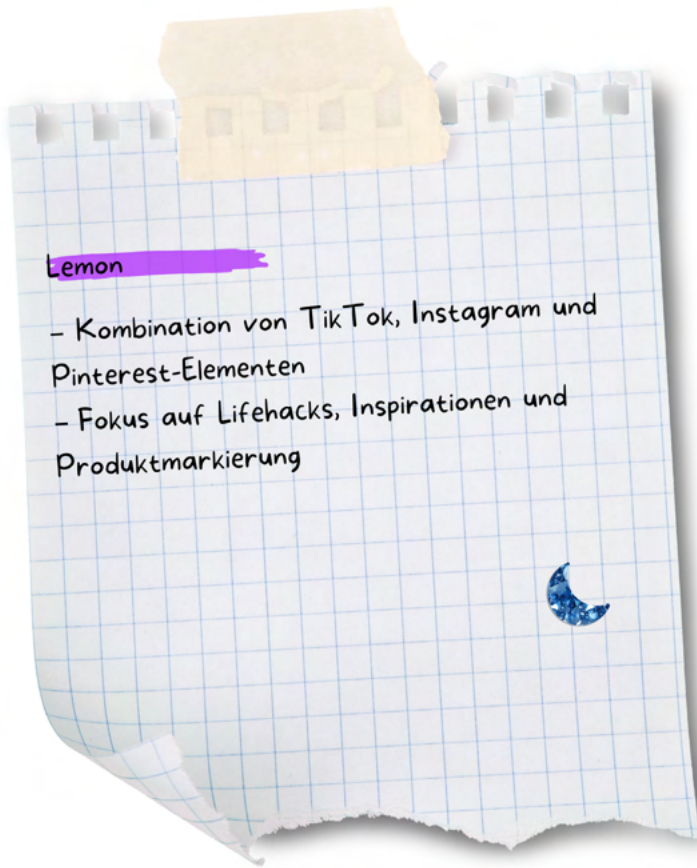 Lemon
– Kombination von TikTok, Instagram und
Pinterest-Elementen
– Fokus auf Lifehacks, Inspirationen und
Produktmarkierung